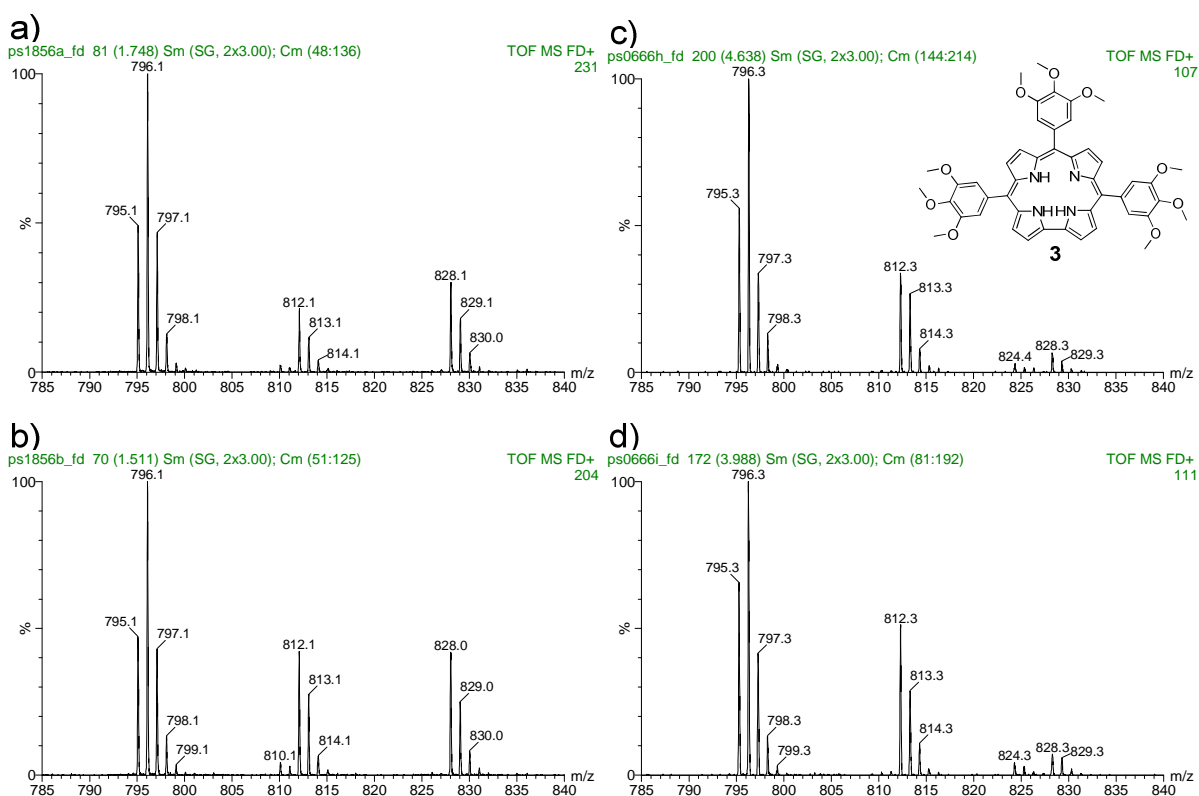 a)
ps1856a_fd 81 (1.748) Sm (SG, 2x3.00); Cm (48:136)
TOF MS FD+
231
100
%
0
796.1
795.1
797.1
798.1
812.1
813.1
814.1
828.1
829.1
830.0
785 790 795 800 805 810 815 820 825 830 835 840 m/z
c)
ps0666h_fd 200 (4.638) Sm (SG, 2x3.00); Cm (144:214)
TOF MS FD+
107
100
%
0
796.3
795.3
797.3
798.3
812.3
813.3
814.3
824.4
828.3
829.3
O O O
O O O
O O O
NH N
NH HN
3
785 790 795 800 805 810 815 820 825 830 835 840 m/z
b)
ps1856b_fd 70 (1.511) Sm (SG, 2x3.00); Cm (51:125)
TOF MS FD+
204
100
%
0
796.1
795.1
797.1
798.1
799.1
810.1
812.1
813.1
814.1
828.0
829.0
830.0
785 790 795 800 805 810 815 820 825 830 835 840 m/z
d)
ps0666i_fd 172 (3.988) Sm (SG, 2x3.00); Cm (81:192)
TOF MS FD+
111
100
%
0
796.3
795.3
797.3
798.3
799.3
812.3
813.3
814.3
824.3
828.3
829.3
785 790 795 800 805 810 815 820 825 830 835 840 m/z